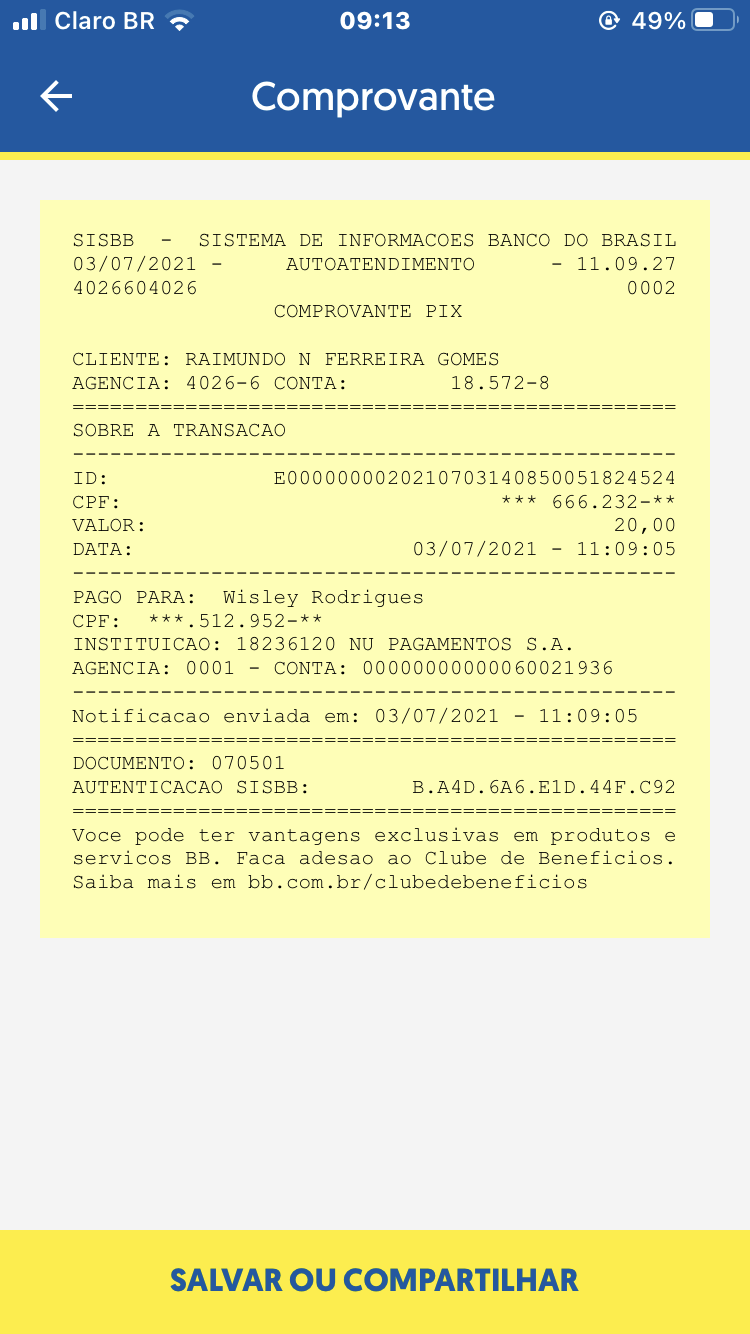 Claro BR 09:13 49%
Comprovante
SISBB - SISTEMA DE INFORMACOES BANCO DO BRASIL
03/07/2021 - AUTOATENDIMENTO - 11.09.27
4026604026 0002
COMPROVANTE PIX
CLIENTE: RAIMUNDO N FERREIRA GOMES
AGENCIA: 4026-6 CONTA: 18.572-8
================================================
SOBRE A TRANSACAO
------------------------------------------------
ID: E0000000020210703140850051824524
CPF: *** 666.232-**
VALOR: 20,00
DATA: 03/07/2021 - 11:09:05
------------------------------------------------
PAGO PARA: Wisley Rodrigues
CPF: ***.512.952-**
INSTITUICAO: 18236120 NU PAGAMENTOS S.A.
AGENCIA: 0001 - CONTA: 00000000000060021936
------------------------------------------------
Notificacao enviada em: 03/07/2021 - 11:09:05
================================================
DOCUMENTO: 070501
AUTENTICACAO SISBB: B.A4D.6A6.E1D.44F.C92
================================================
Voce pode ter vantagens exclusivas em produtos e
servicos BB. Faca adesao ao Clube de Beneficios.
Saiba mais em bb.com.br/clubedebeneficios
SALVAR OU COMPARTILHAR